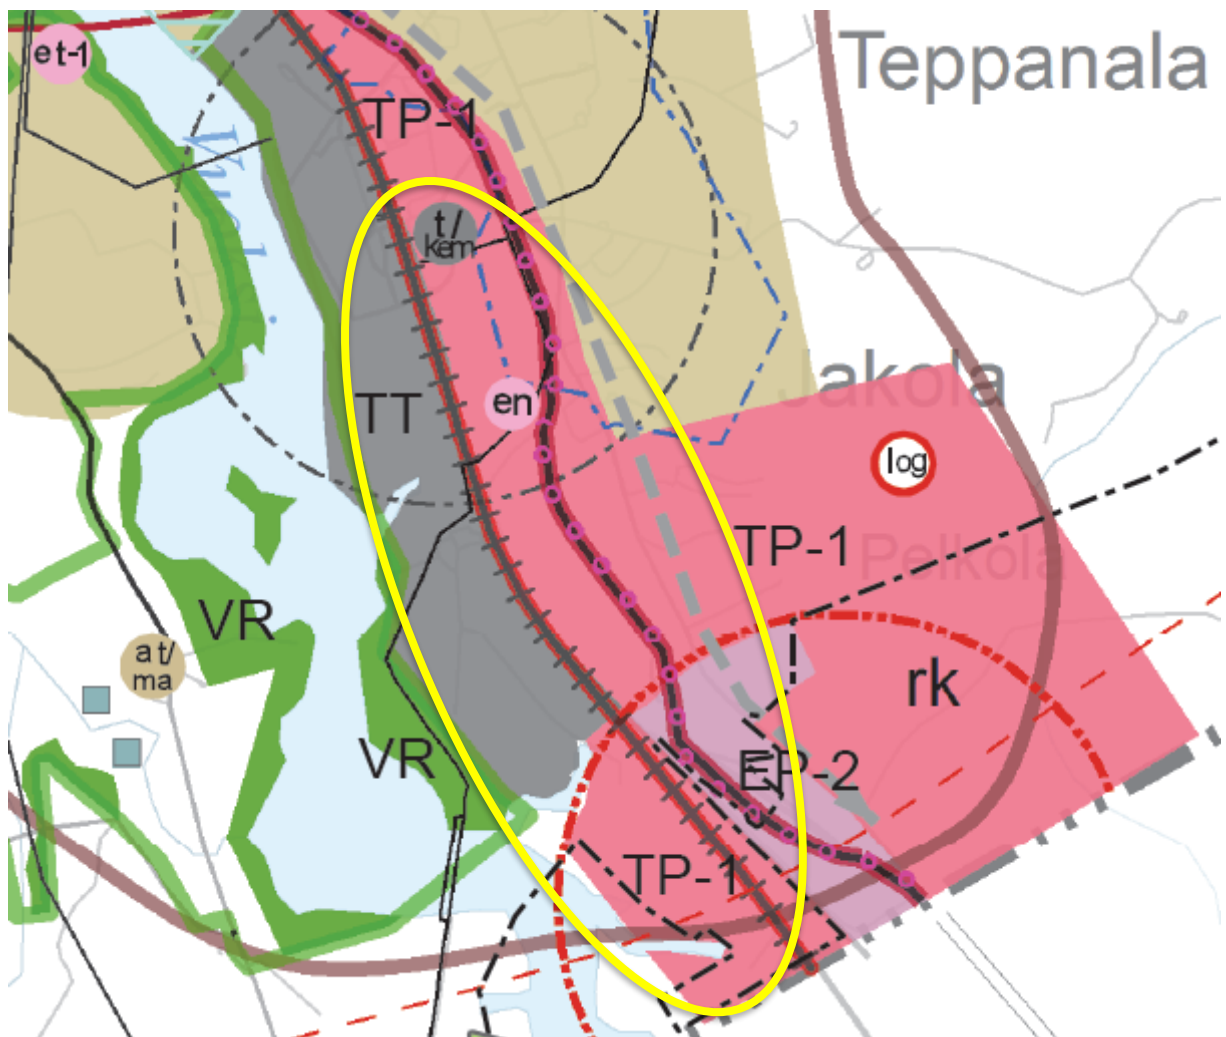 et-1
Teppanala
TP-1
t/
kem
Jakola
TT
en
log
TP-1
Pelkola
VR
at/
ma
rk
VR
EP-2
TP-1